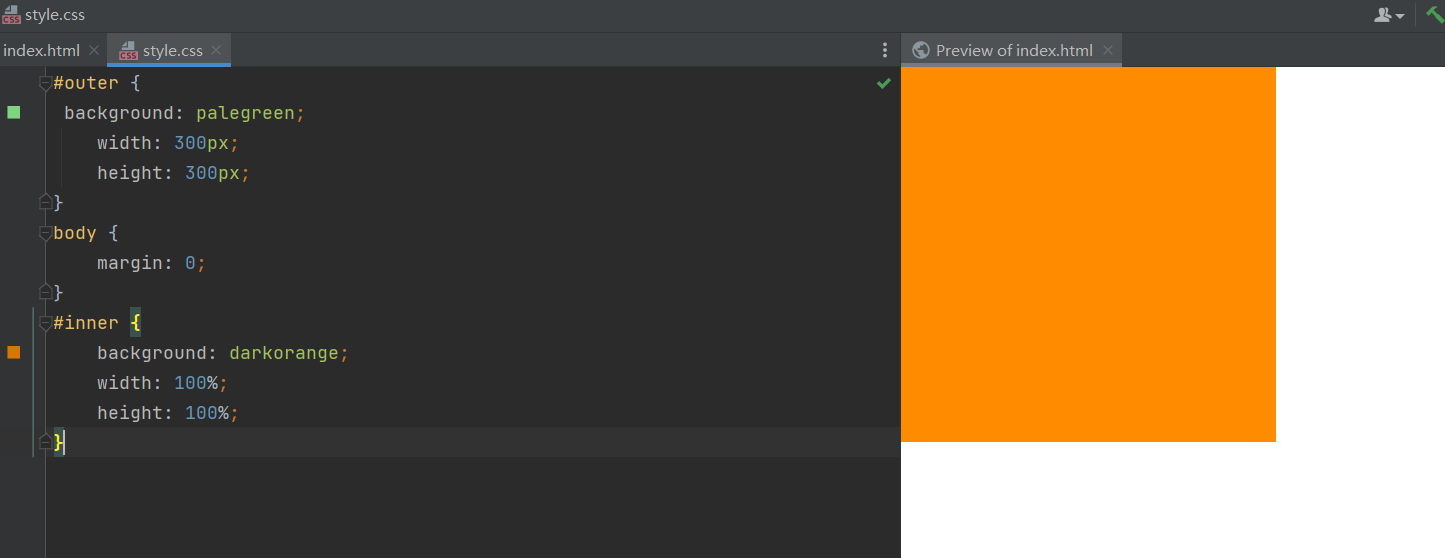 style.css
index.html
style.css
Preview of index.html
#outer {
background: palegreen;
width: 300px;
height: 300px;
}
body {
margin: 0;
}
#inner {
background: darkorange;
width: 100%;
height: 100%;
}